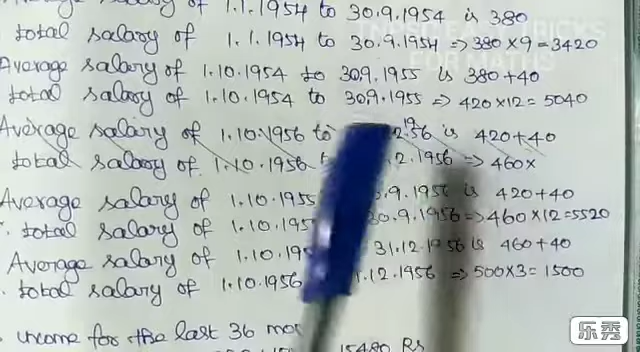 salary of 1.1.1954 to 30.9.1954 is 380
total salary of 1.1.1954 to 30.9.1954 => 380 × 9 = 3420
Average salary of 1.10.1954 to 30.9.1955 is 380+40
total salary of 1.10.1954 to 30.9.1955 => 420 ×12 = 5040
Average salary of 1.10.1956 to 12.56 is 420+40
total salary of 1.10.1956 .2.1956 => 460×
Average salary of 1.10.1955 .9.1956 is 420+40
total salary of 1.10.195 30.9.1956 => 460 ×12=5520
Average salary of 1.10.19 31.12.1956 is 460+40
total salary of 1.10.1956 .12.1956 => 500×3= 1500
income for the last 36 15480 Rs
FOR MATHS
乐秀